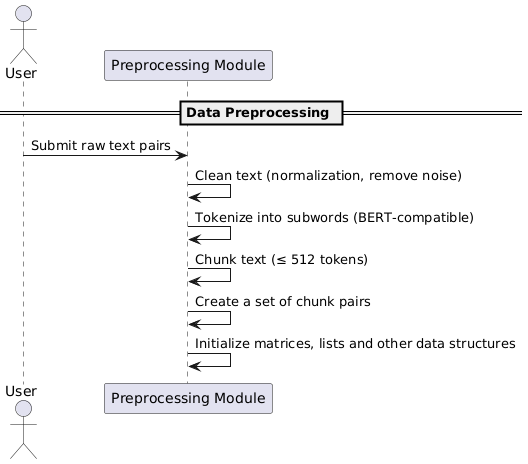 User
Preprocessing Module
Data Preprocessing
Submit raw text pairs
Clean text (normalization, remove noise)
Tokenize into subwords (BERT-compatible)
Chunk text (≤ 512 tokens)
Create a set of chunk pairs
Initialize matrices, lists and other data structures
User
Preprocessing Module